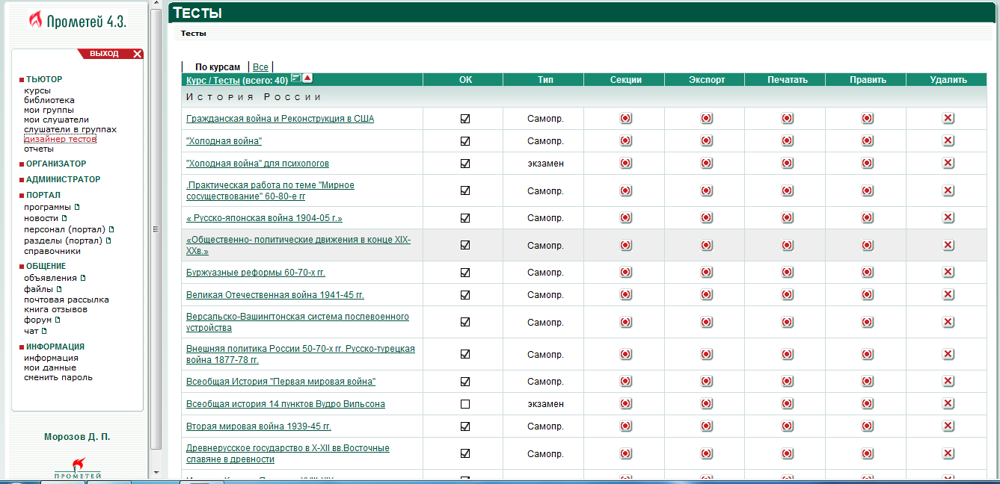 Прометей 4.3.
ВЫХОД
ТЬЮТОР
курсы
библиотека
мои группы
мои слушатели
слушатели в группах
дизайнер тестов
отчеты
ОРГАНИЗАТОР
АДМИНИСТРАТОР
ПОРТАЛ
программы
новости
персонал (портал)
разделы (портал)
справочники
ОБЩЕНИЕ
объявления
файлы
почтовая рассылка
книга отзывов
форум
чат
ИНФОРМАЦИЯ
информация
мои данные
сменить пароль
Морозов Д. П.
ПРОМЕТЕЙ
Тесты
Тесты
По курсам Все
Курс / Тесты (всего: 40) OK Тип Секции Экспорт Печатать Править Удалить
История России
Гражданская война и Реконструкция в США Самопр.
"Холодная война" Самопр.
"Холодная война" для психологов экзамен
.Практическая работа по теме "Мирное
сосуществование" 60-80-е гг Самопр.
« Русско-японская война 1904-05 г.» Самопр.
«Общественно- политические движения в конце XIX-
XXв.» Самопр.
Буржуазные реформы 60-70-х гг. Самопр.
Великая Отечественная война 1941-45 гг. Самопр.
Версальско-Вашингтонская система послевоенного
устройства Самопр.
Внешняя политика России 50-70-х гг. Русско-турецкая
война 1877-78 гг. Самопр.
Всеобщая История "Первая мировая война" Самопр.
Всеобщая история 14 пунктов Вудро Вильсона экзамен
Вторая мировая война 1939-45 гг. Самопр.
Древнерусское государство в X-XII вв.Восточные
славяне в древности Самопр.